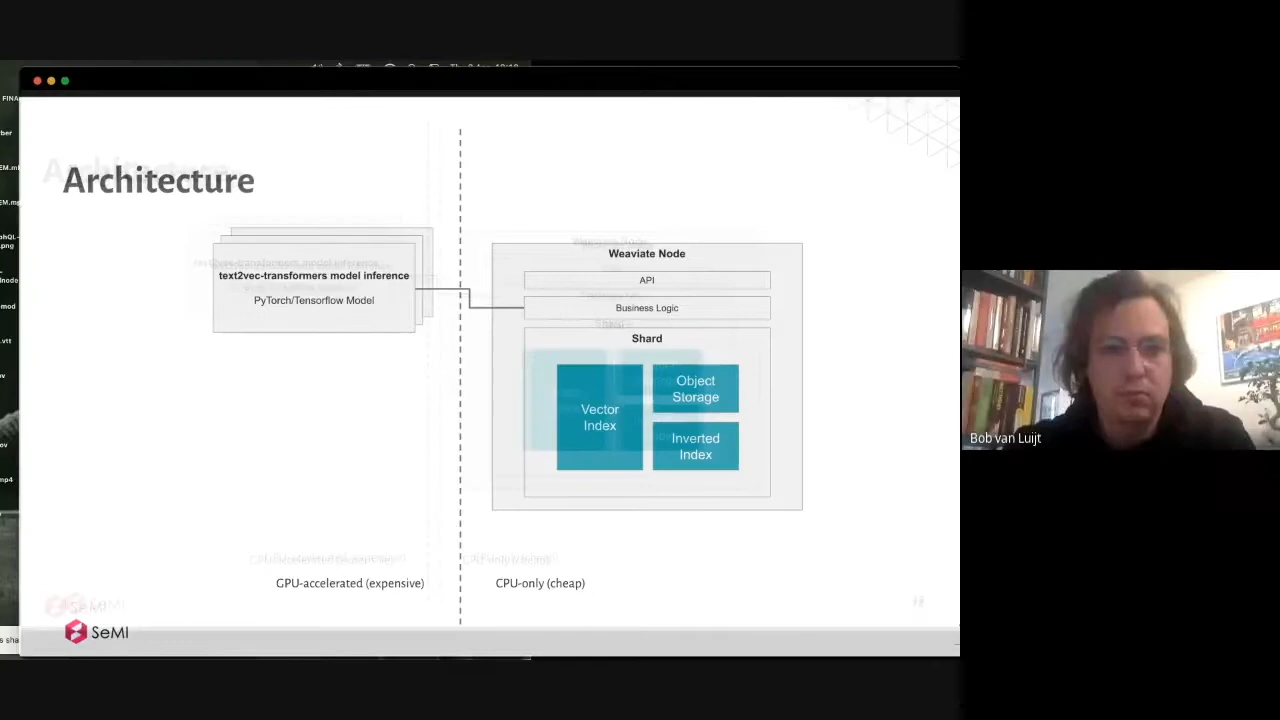 Architecture
text2vec-transformers model inference
PyTorch/Tensorflow Model
Weaviate Node
API
Business Logic
Shard
Vector
Index
Object
Storage
Inverted
Index
GPU-accelerated (expensive)
CPU-only (cheap)
SeMI
Bob van Luijt